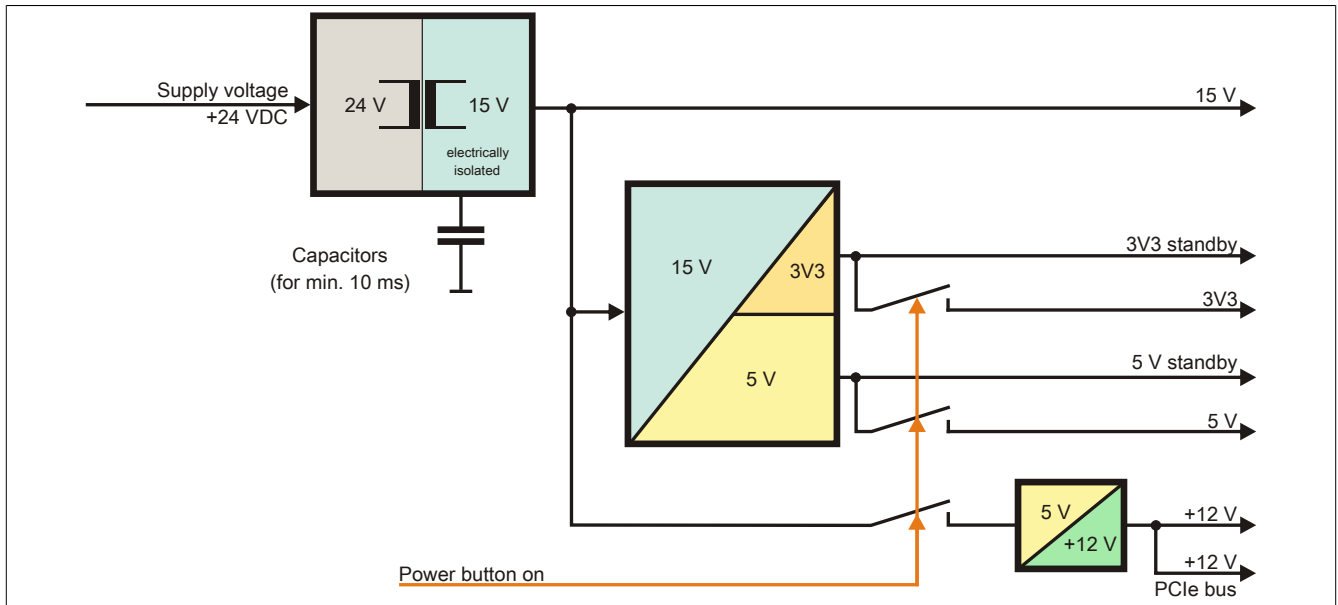 Supply voltage
+24 VDC
24 V
15 V
electrically
isolated
15 V
Capacitors
(for min. 10 ms)
15 V
3V3
5 V
3V3 standby
3V3
5 V standby
5 V
5 V
+12 V
+12 V
+12 V
PCIe bus
Power button on